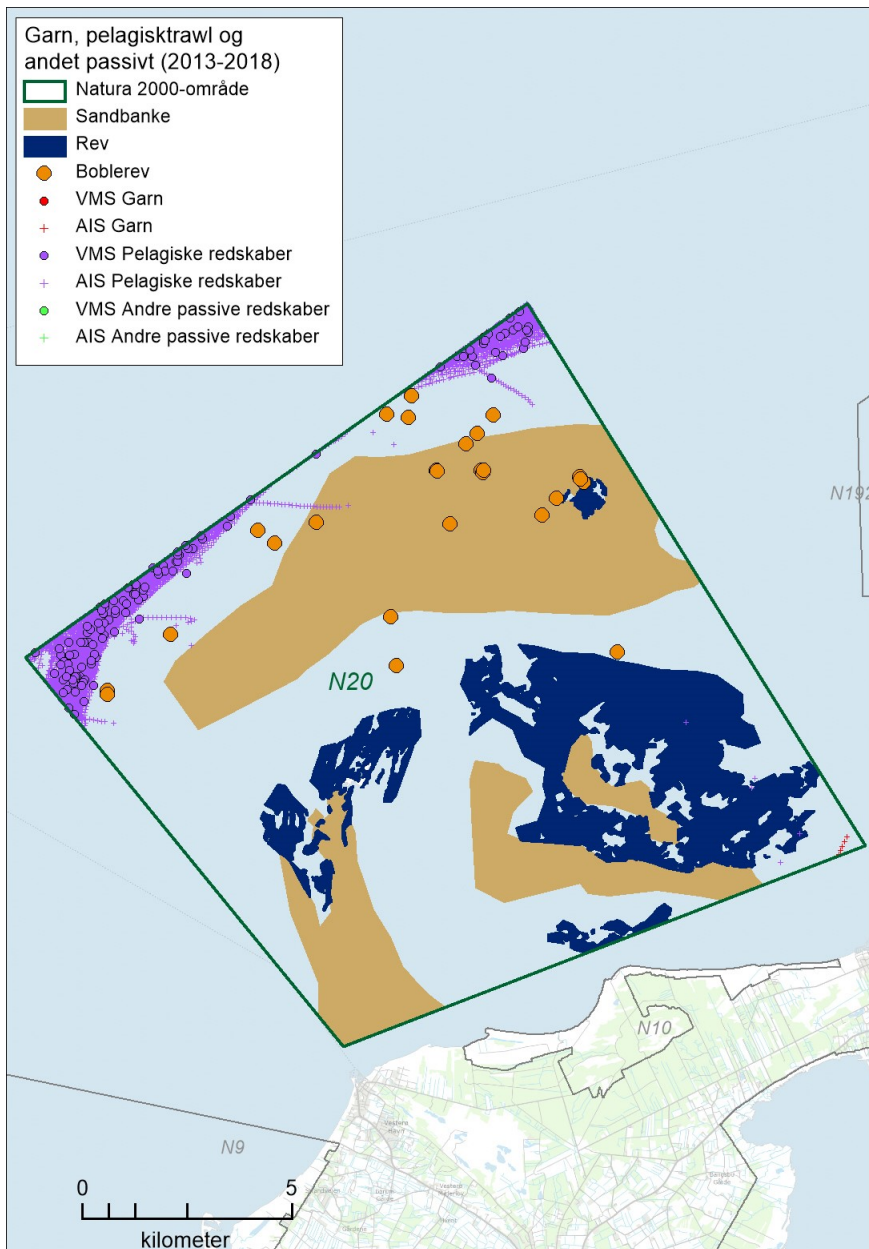 Garn, pelagisktrawl og
andet passivt (2013-2018)
Natura 2000-område
Sandbanke
Rev
Boblerev
VMS Garn
AIS Garn
VMS Pelagiske redskaber
AIS Pelagiske redskaber
VMS Andre passive redskaber
AIS Andre passive redskaber
N192
N20
N10
N9
0 5
kilometer